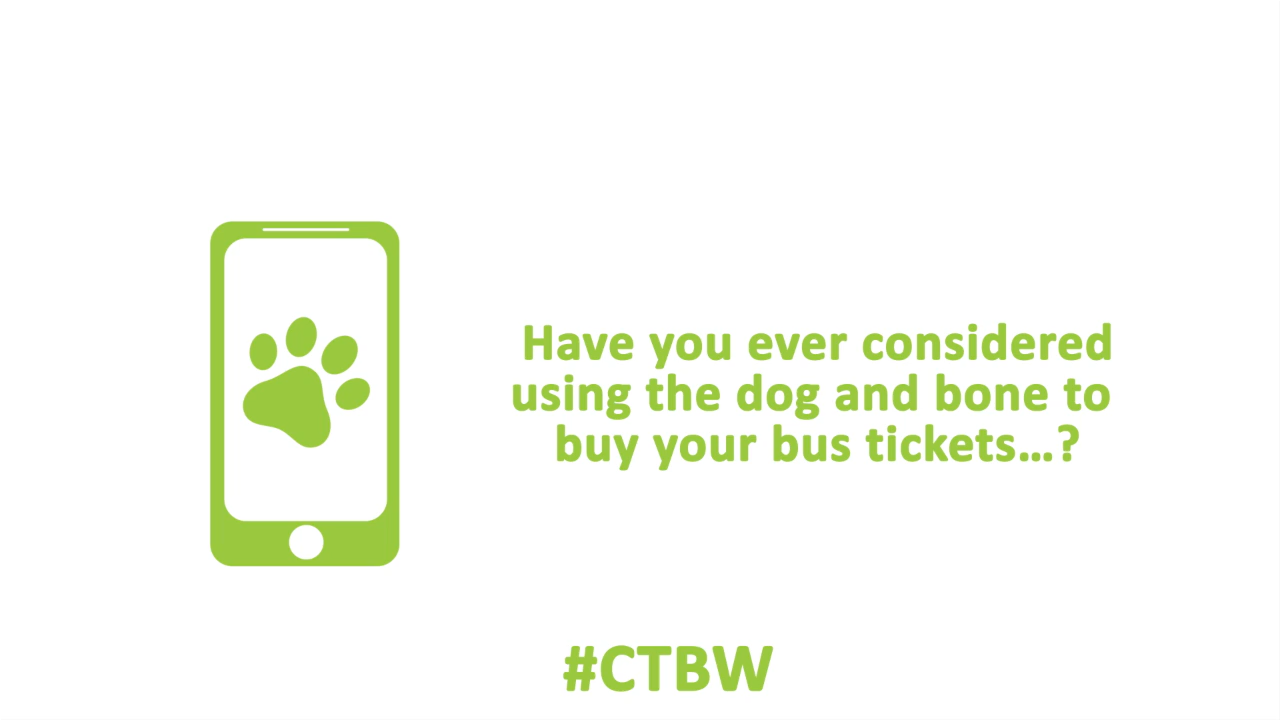 Have you ever considered
using the dog and bone to
buy your bus tickets…?
#CTBW